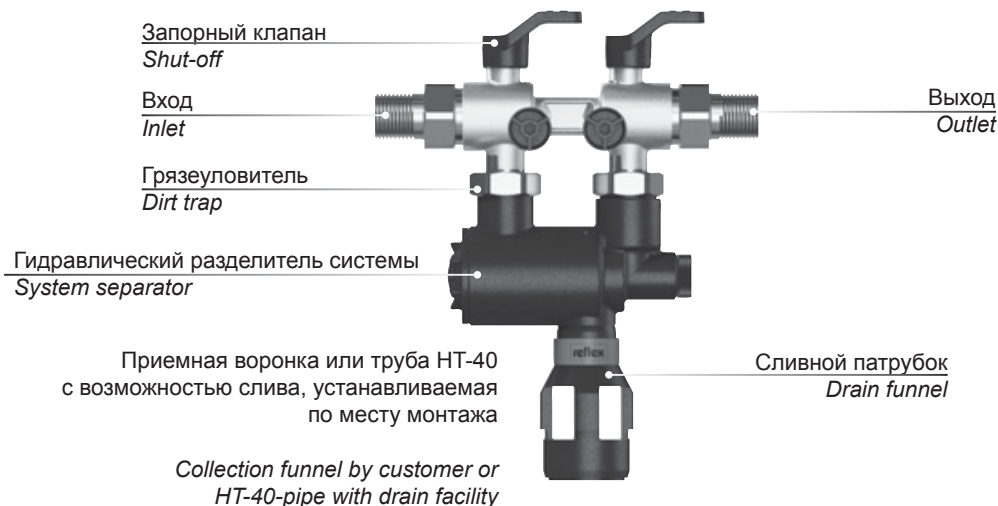 Запорный клапан
Shut-off
Вход
Inlet
Выход
Outlet
Грязеуловитель
Dirt trap
Гидравлический разделитель системы
System separator
reflex
Приемная воронка или труба HT-40
с возможностью слива, устанавливаемая
по месту монтажа
Сливной патрубок
Drain funnel
Collection funnel by customer or
HT-40-pipe with drain facility